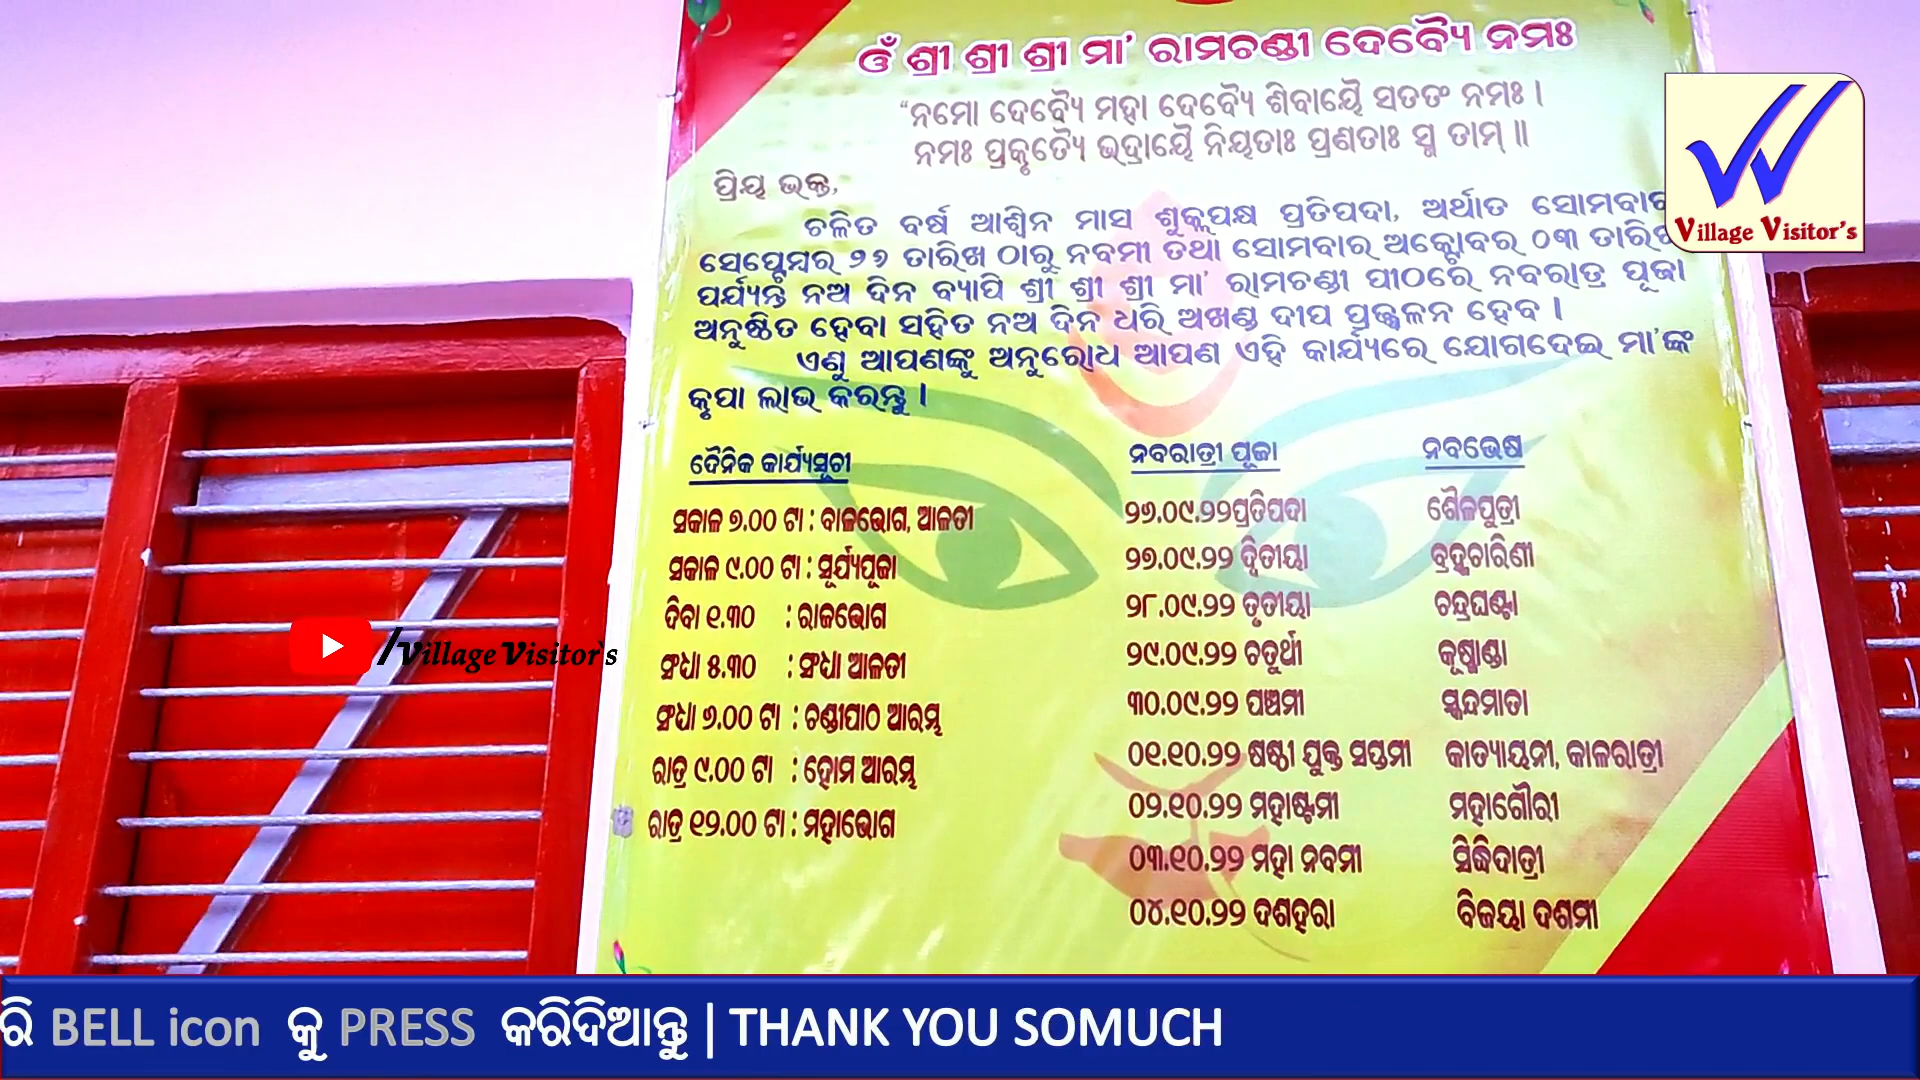 ଓଁ ଶ୍ରୀ ଶ୍ରୀ ଶ୍ରୀ ମା' ରାମଚଣ୍ଡୀ ଦେବ୍ୟୈ ନମଃ
“ନମୋ ଦେବ୍ୟୈ ମହା ଦେବ୍ୟୈ ଶିବାୟୈ ସତତଂ ନମଃ ।
ନମଃ ପ୍ରକୃତ୍ୟୈ ଭଦ୍ରାୟୈ ନିୟତାଃ ପ୍ରଣତାଃ ସ୍ମ ତାମ୍ ॥
Village Visitor's
ପ୍ରିୟ ଭକ୍ତ,
ଚଳିତ ବର୍ଷ ଆଶ୍ୱିନ ମାସ ଶୁକ୍ଳପକ୍ଷ ପ୍ରତିପଦା, ଅର୍ଥାତ ସୋମବାର
ସେପ୍ଟେମ୍ବର ୨୬ ତାରିଖ ଠାରୁ ନବମୀ ତଥା ସୋମବାର ଅକ୍ଟୋବର ୦୩ ତାରିଖ
ପର୍ଯ୍ୟନ୍ତ ନଅ ଦିନ ବ୍ୟାପି ଶ୍ରୀ ଶ୍ରୀ ଶ୍ରୀ ମା' ରାମଚଣ୍ଡୀ ପୀଠରେ ନବରାତ୍ର ପୂଜା
ଅନୁଷ୍ଠିତ ହେବା ସହିତ ନଅ ଦିନ ଧରି ଅଖଣ୍ଡ ଦୀପ ପ୍ରଜ୍ଜ୍ୱଳନ ହେବ ।
ଏଣୁ ଆପଣଙ୍କୁ ଅନୁରୋଧ ଆପଣ ଏହି କାର୍ଯ୍ୟରେ ଯୋଗଦେଇ ମା'ଙ୍କ
କୃପା ଲାଭ କରନ୍ତୁ ।
ଦୈନିକ କାର୍ଯ୍ୟସୂଚୀ
ସକାଳ ୭.୦୦ ଟା : ବାଳଭୋଗ, ଆଳତୀ
ସକାଳ ୯.୦୦ ଟା : ସୂର୍ଯ୍ୟପୂଜା
ଦିବା ୧.୩୦ : ରାଜଭୋଗ
ସଂଧ୍ୟା ୫.୩୦ : ସଂଧ୍ୟା ଆଳତୀ
ସଂଧ୍ୟା ୭.୦୦ ଟା : ଚଣ୍ଡୀପାଠ ଆରମ୍ଭ
ରାତ୍ର ୯.୦୦ ଟା : ହୋମ ଆରମ୍ଭ
ରାତ୍ର ୧୨.୦୦ ଟା : ମହାଭୋଗ
ନବରାତ୍ରୀ ପୂଜା ନବଭେଷ
୨୬.୦୯.୨୨ପ୍ରତିପଦା ଶୈଳପୁତ୍ରୀ
୨୭.୦୯.୨୨ ଦ୍ୱିତୀୟା ବ୍ରହ୍ମଚାରିଣୀ
୨୮.୦୯.୨୨ ତୃତୀୟା ଚନ୍ଦ୍ରଘଣ୍ଟା
୨୯.୦୯.୨୨ ଚତୁର୍ଥୀ କୂଷ୍ମାଣ୍ଡା
୩୦.୦୯.୨୨ ପଞ୍ଚମୀ ସ୍କନ୍ଦମାତା
୦୧.୧୦.୨୨ ଷଷ୍ଠୀ ଯୁକ୍ତ ସପ୍ତମୀ କାତ୍ୟାୟନୀ, କାଳରାତ୍ରୀ
୦୨.୧୦.୨୨ ମହାଷ୍ଟମୀ ମହାଗୌରୀ
୦୩.୧୦.୨୨ ମହା ନବମୀ ସିଦ୍ଧିଦାତ୍ରୀ
୦୪.୧୦.୨୨ ଦଶହରା ବିଜୟା ଦଶମୀ
/Village Visitor's
ରି BELL icon କୁ PRESS କରିଦିଆନ୍ତୁ | THANK YOU SOMUCH